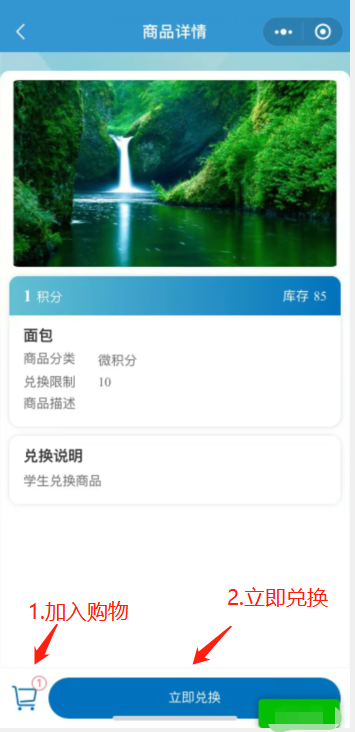 商品详情
1 积分 库存 85
面包
商品分类 微积分
兑换限制 10
商品描述
兑换说明
学生兑换商品
1.加入购物
2.立即兑换
1
立即兑换